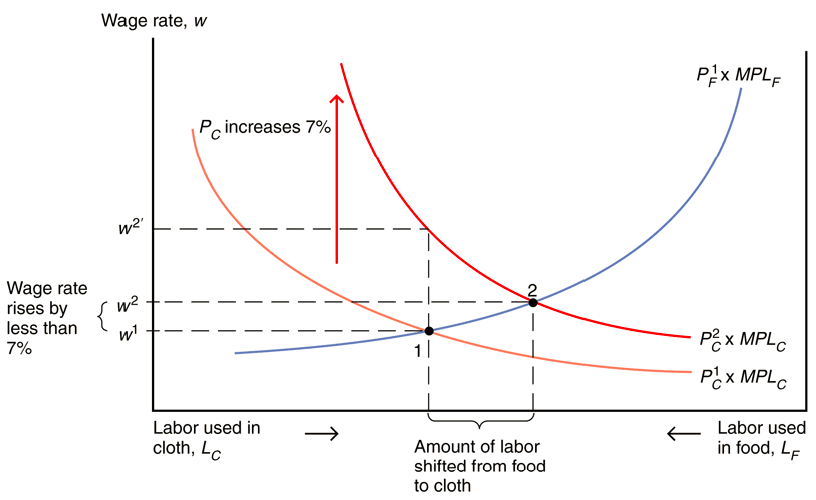 Wage rate, w
P_F^1 x MPL_F
P_C increases 7%
w^2'
Wage rate
rises by
less than
7%
w^2
w^1
2
1
P_C^2 x MPL_C
P_C^1 x MPL_C
Labor used in
cloth, L_C
Amount of labor
shifted from food
to cloth
Labor used
in food, L_F